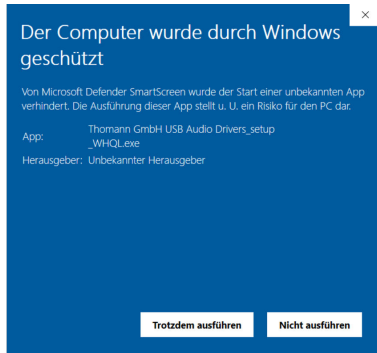 Der Computer wurde durch Windows
geschützt
Von Microsoft Defender SmartScreen wurde der Start einer unbekannten App
verhindert. Die Ausführung dieser App stellt u. U. ein Risiko für den PC dar.
App: Thomann GmbH USB Audio Drivers_setup
_WHQL.exe
Herausgeber: Unbekannter Herausgeber
Trotzdem ausführen Nicht ausführen